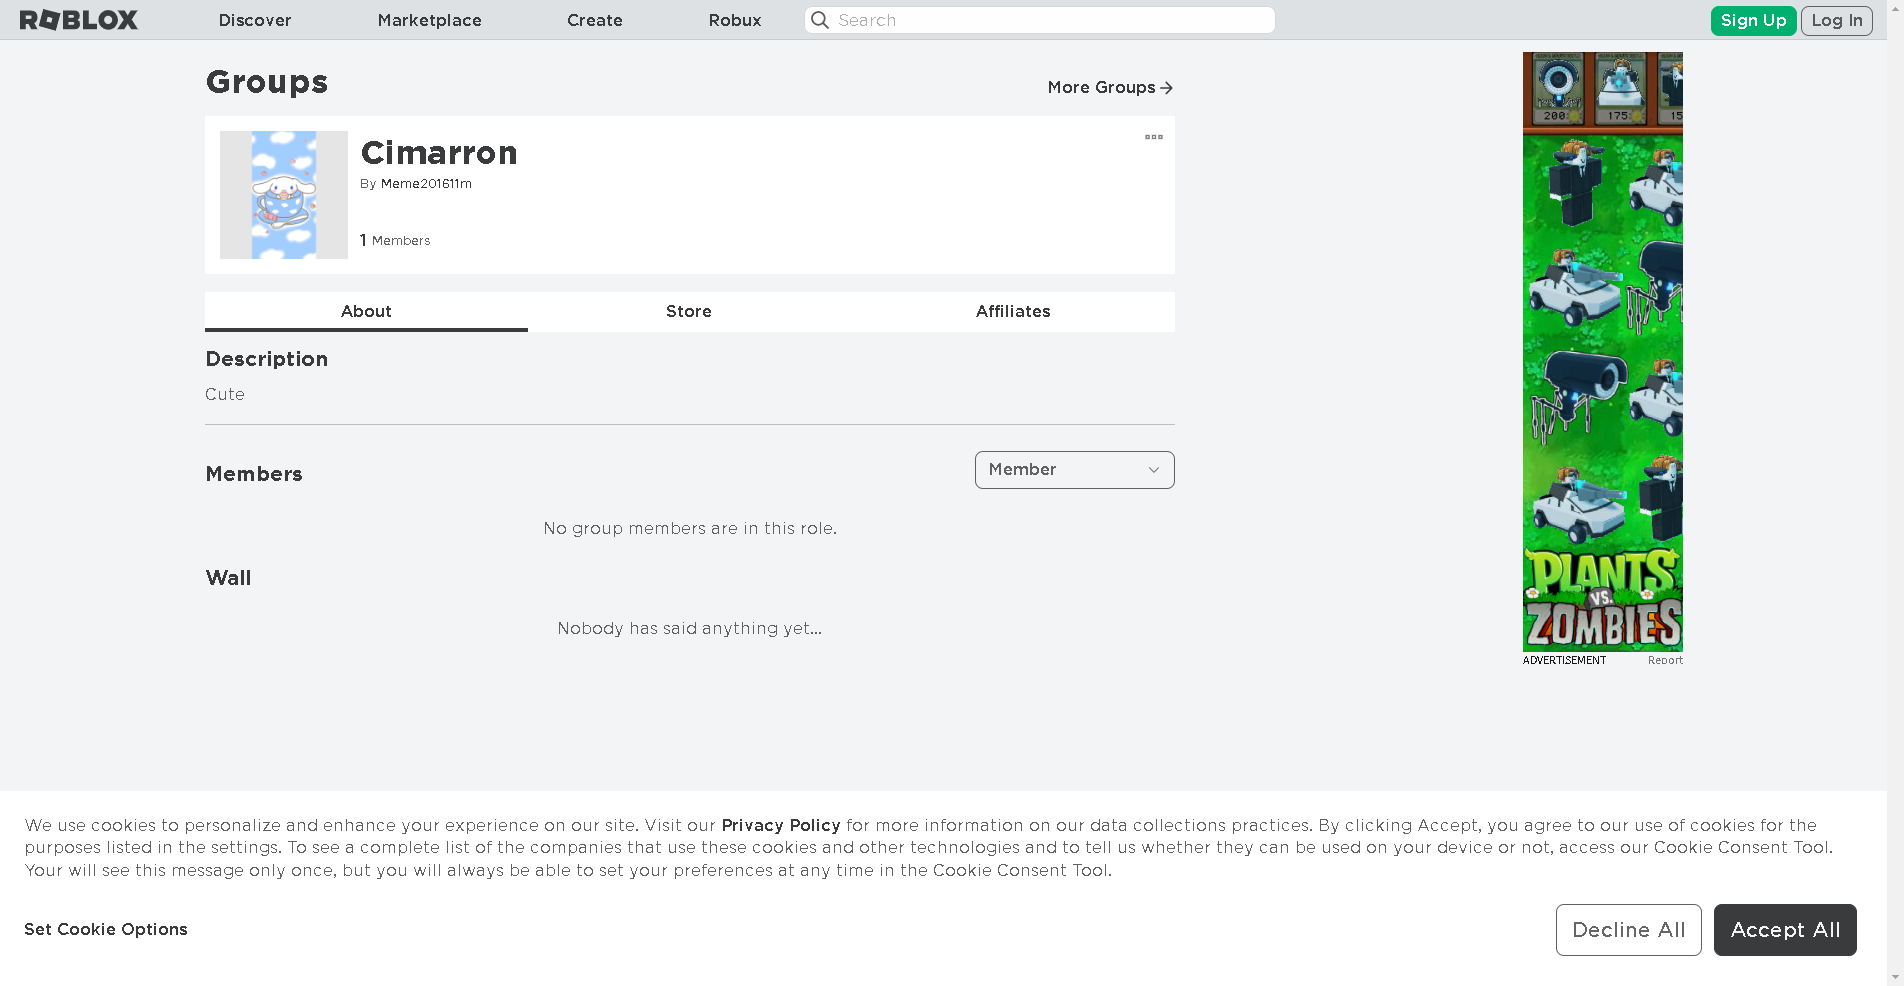 ROBLOX Discover Marketplace Create Robux Search Sign Up Log In
Groups
More Groups
Cimarron
By Meme201611m
1 Members
About Store Affiliates
Description
Cute
Members
Member
No group members are in this role.
Wall
Nobody has said anything yet...
200
175
15
PLANTS
VS.
ZOMBIES
ADVERTISEMENT Report
We use cookies to personalize and enhance your experience on our site. Visit our Privacy Policy for more information on our data collections practices. By clicking Accept, you agree to our use of cookies for the
purposes listed in the settings. To see a complete list of the companies that use these cookies and other technologies and to tell us whether they can be used on your device or not, access our Cookie Consent Tool.
Your will see this message only once, but you will always be able to set your preferences at any time in the Cookie Consent Tool.
Set Cookie Options
Decline All
Accept All